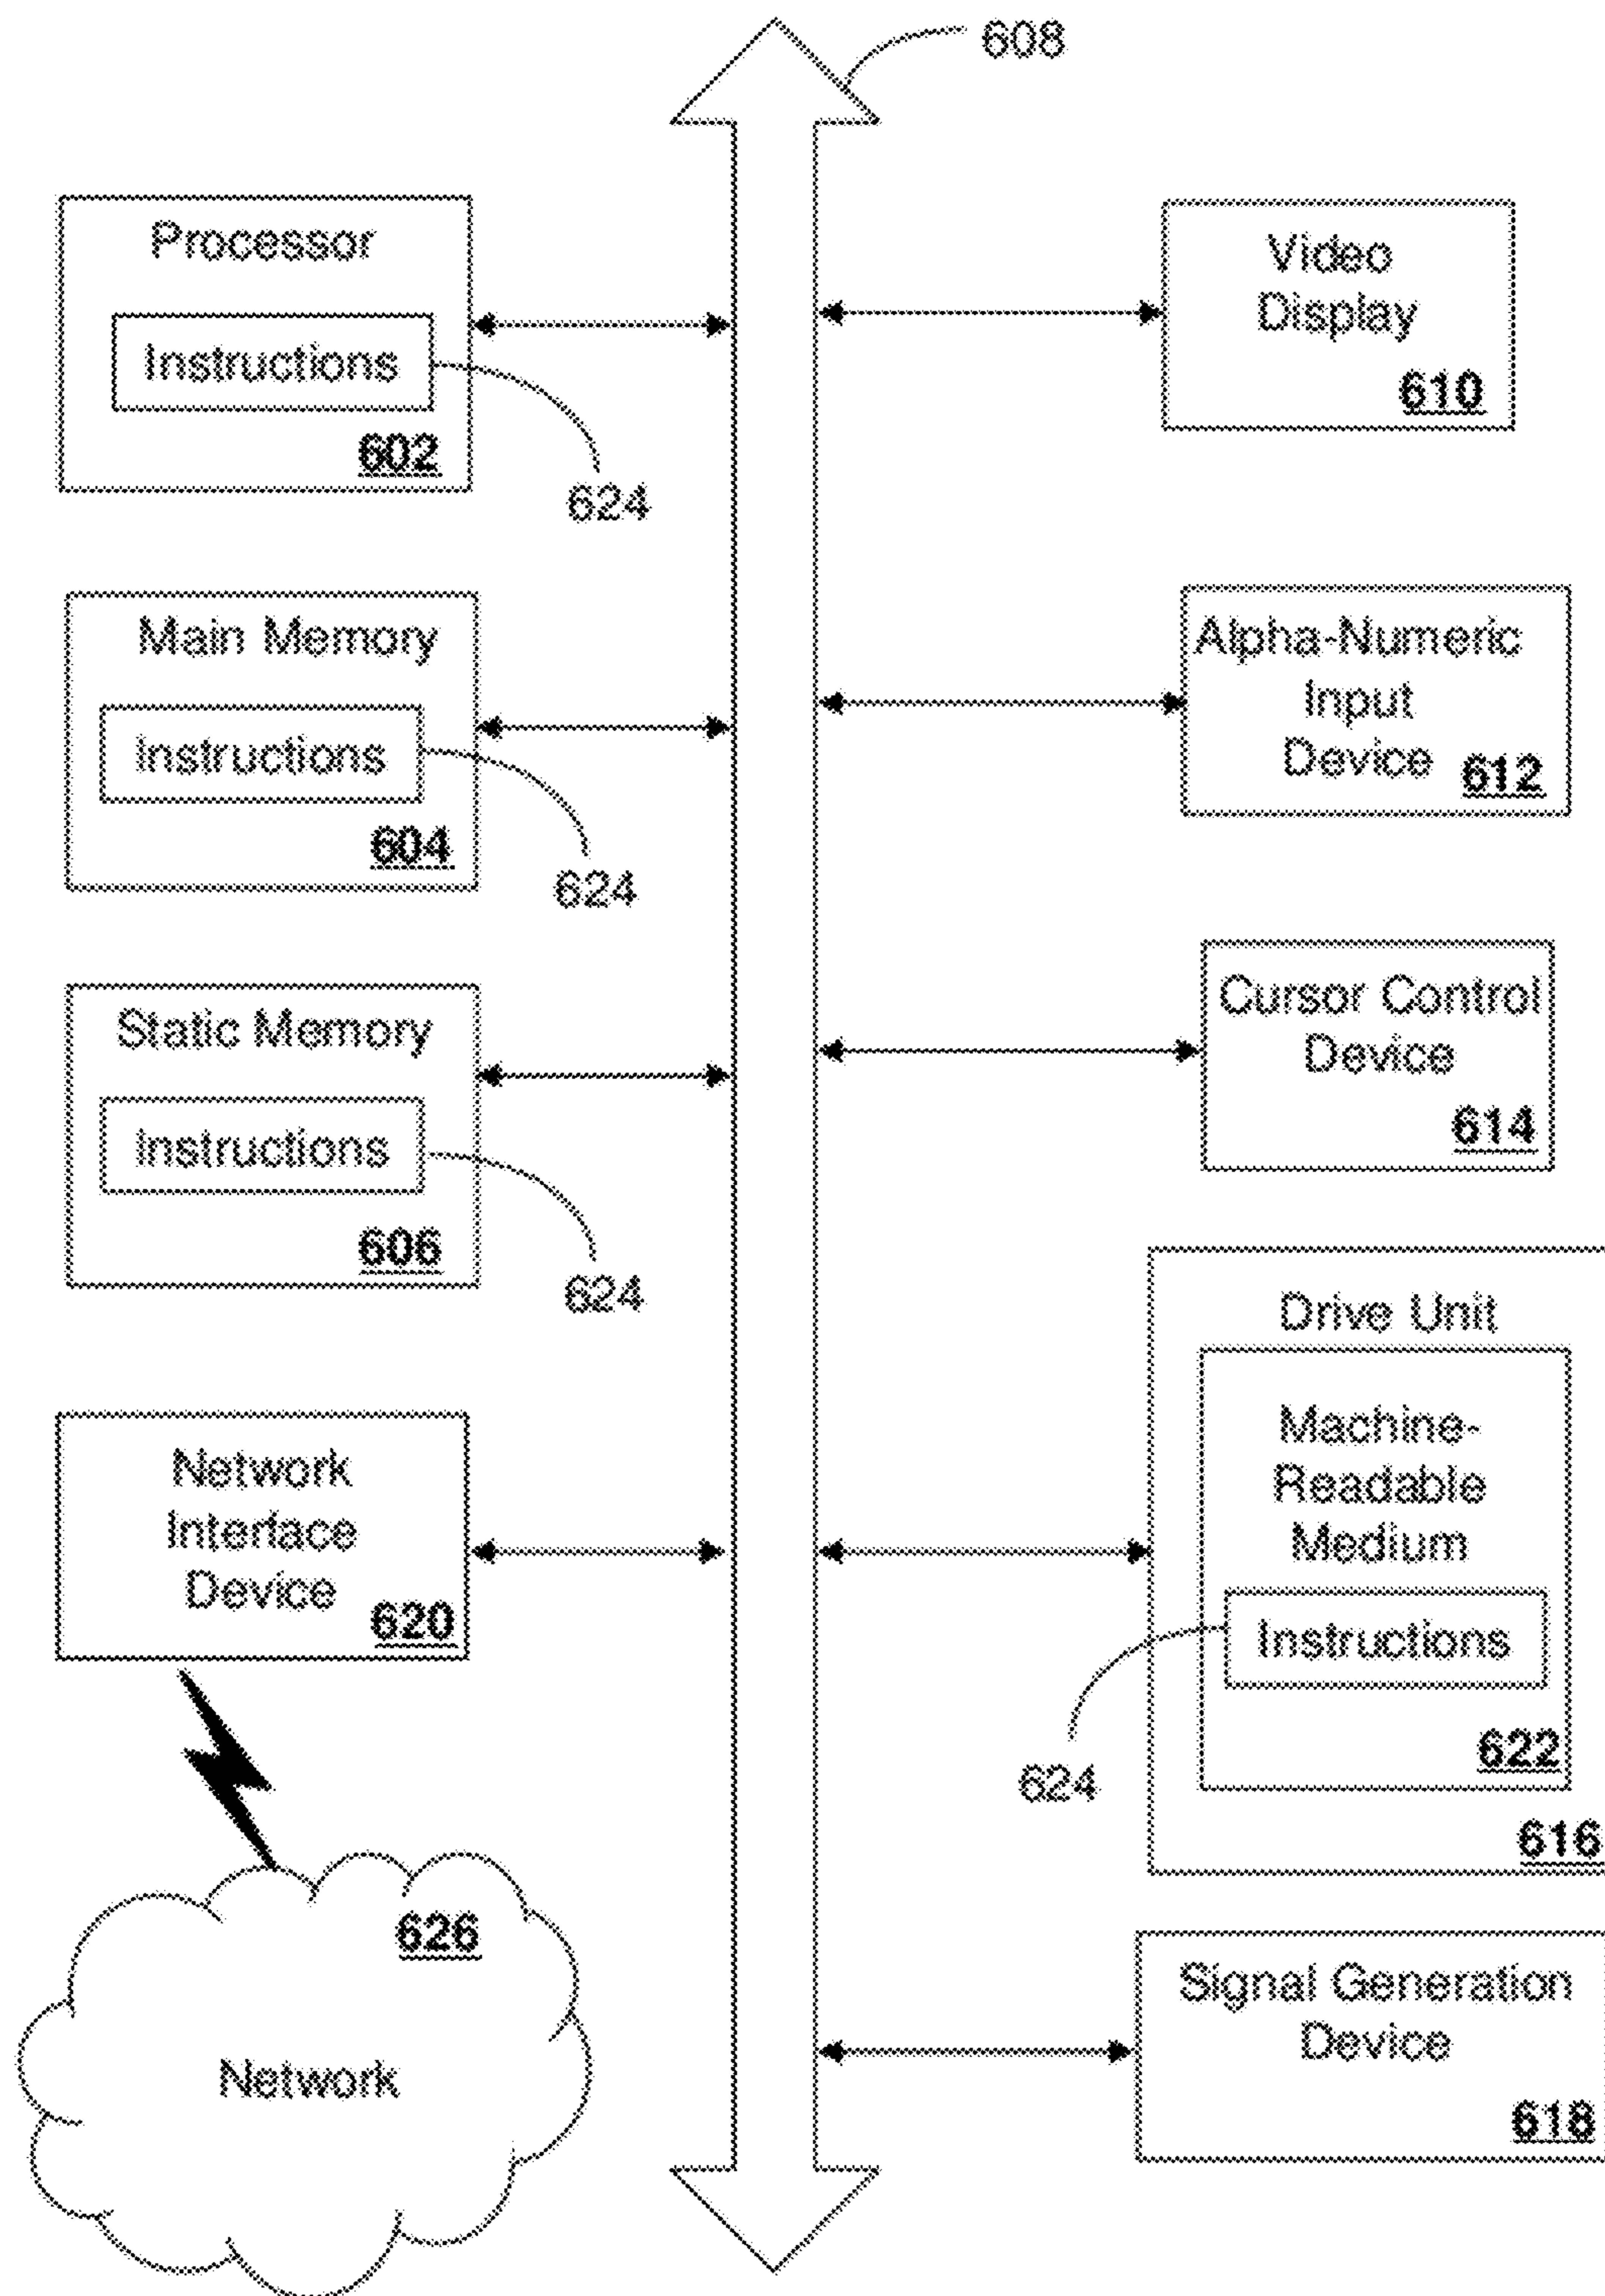 608
Processor
Instructions
602
624
Main Memory
Instructions
604
624
Static Memory
Instructions
606
624
Network
Interface
Device
620
626
Network
Video
Display
610
Alpha-Numeric
Input
Device
612
Cursor Control
Device
614
Drive Unit
Machine-
Readable
Medium
Instructions
622
624
616
Signal Generation
Device
618